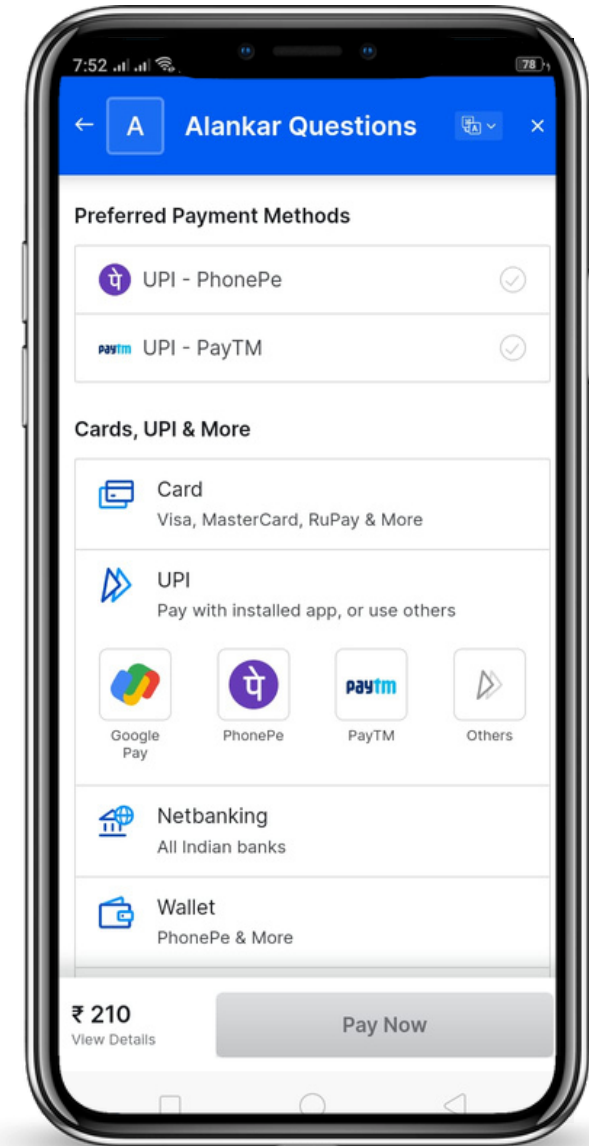 7:52
78
A
Alankar Questions
Preferred Payment Methods
पे UPI - PhonePe
paytm UPI - PayTM
Cards, UPI & More
Card
Visa, MasterCard, RuPay & More
UPI
Pay with installed app, or use others
पे
paytm
Google Pay
PhonePe
PayTM
Others
Netbanking
All Indian banks
Wallet
PhonePe & More
₹ 210
View Details
Pay Now